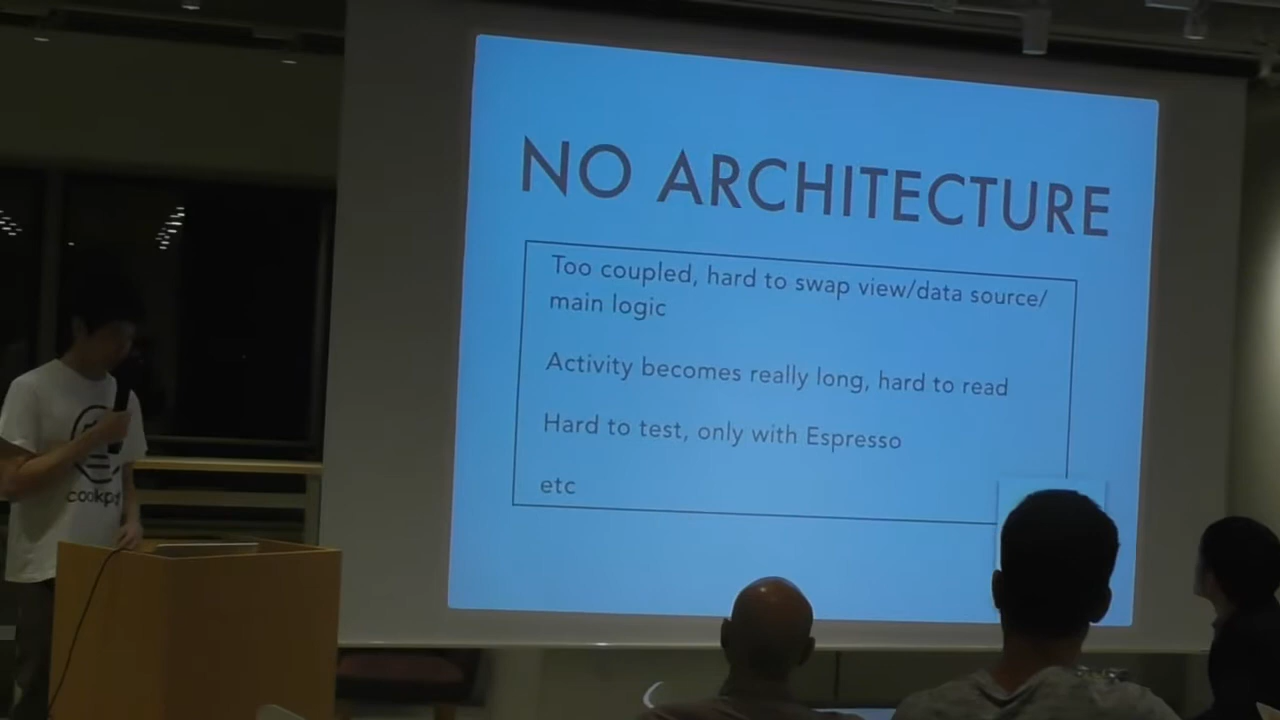 NO ARCHITECTURE
Too coupled, hard to swap view/data source/
main logic
Activity becomes really long, hard to read
Hard to test, only with Espresso
etc